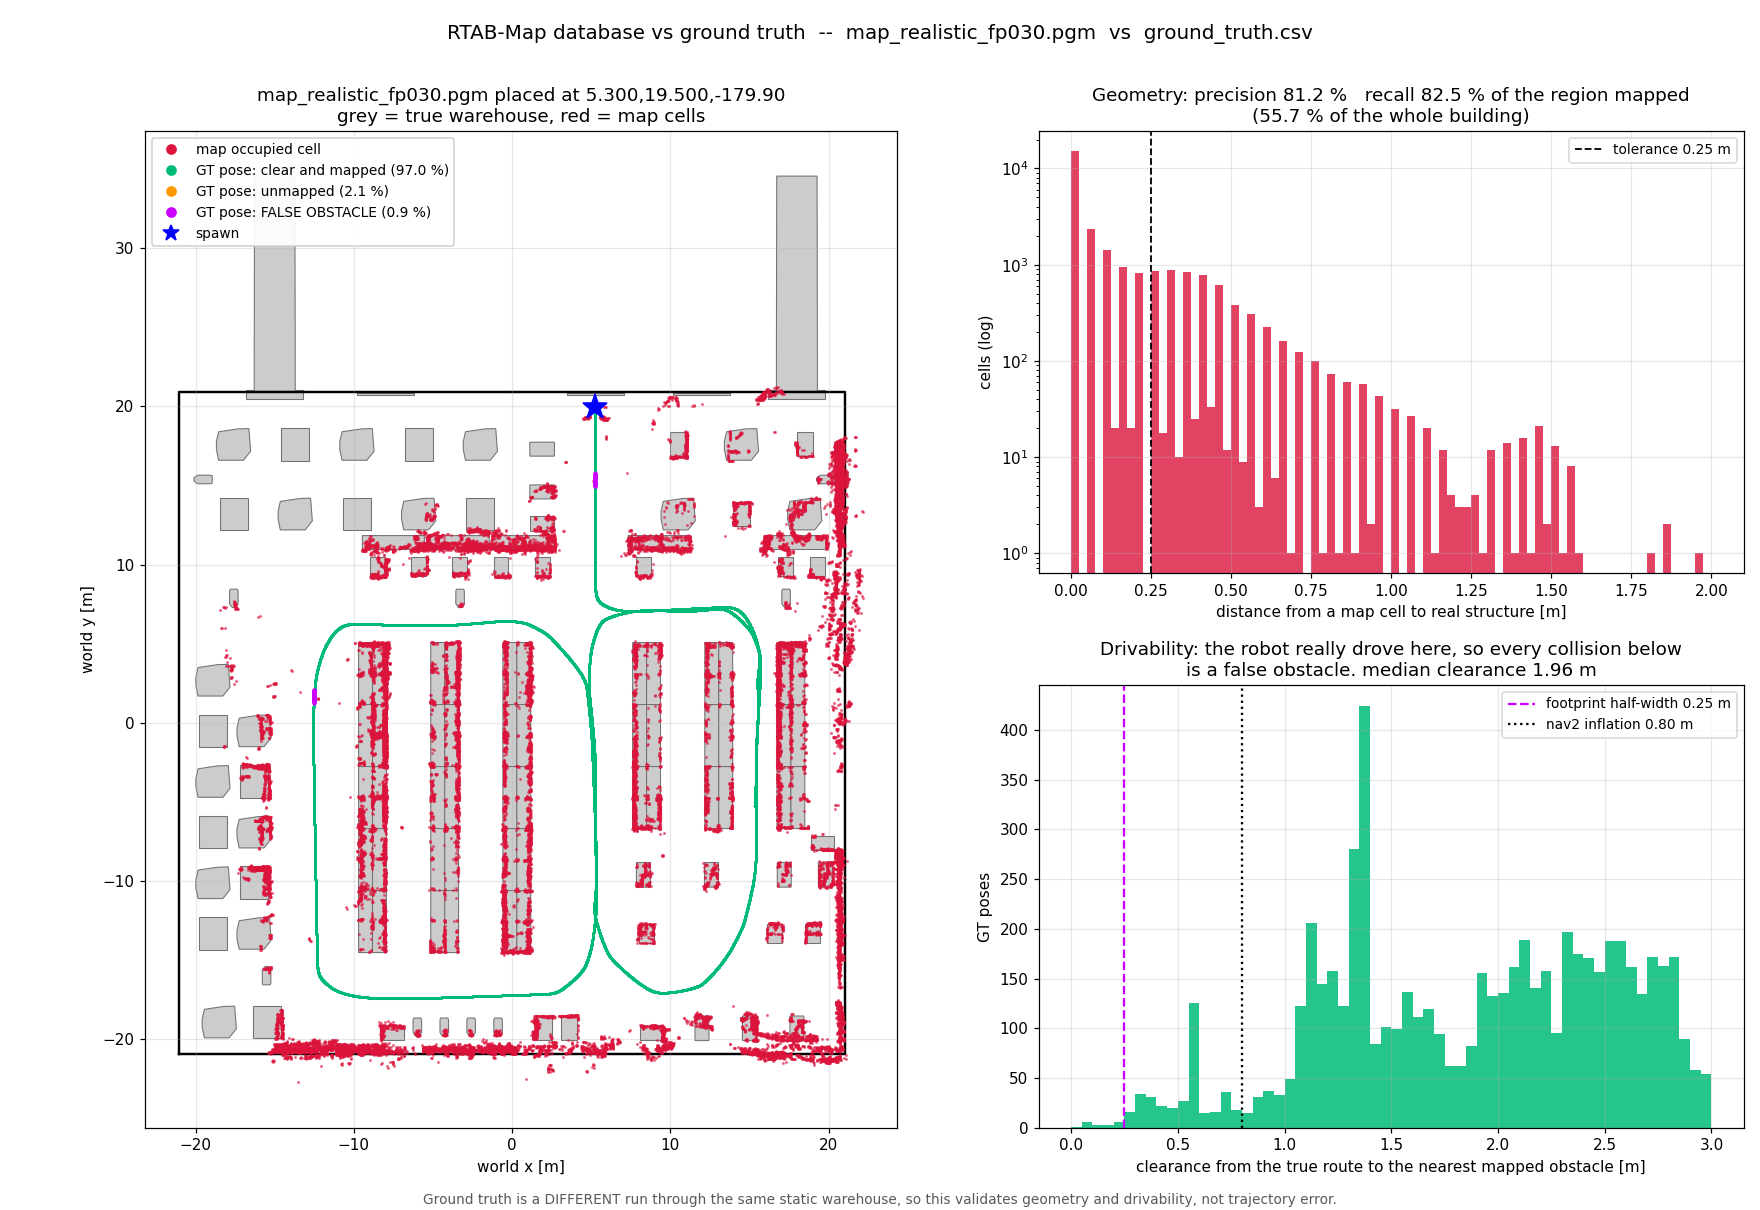 RTAB-Map database vs ground truth  --  map_realistic_fp030.pgm  vs  ground_truth.csv
map_realistic_fp030.pgm placed at 5.300,19.500,-179.90
grey = true warehouse, red = map cells
map occupied cell
GT pose: clear and mapped (97.0 %)
GT pose: unmapped (2.1 %)
GT pose: FALSE OBSTACLE (0.9 %)
spawn
30
20
10
0
−10
−20
world y [m]
−20
−10
0
10
20
world x [m]
Geometry: precision 81.2 %   recall 82.5 % of the region mapped
(55.7 % of the whole building)
tolerance 0.25 m
10⁴
10³
10²
10¹
10⁰
cells (log)
0.00
0.25
0.50
0.75
1.00
1.25
1.50
1.75
2.00
distance from a map cell to real structure [m]
Drivability: the robot really drove here, so every collision below
is a false obstacle. median clearance 1.96 m
footprint half-width 0.25 m
nav2 inflation 0.80 m
400
350
300
250
200
150
100
50
0
GT poses
0.0
0.5
1.0
1.5
2.0
2.5
3.0
clearance from the true route to the nearest mapped obstacle [m]
Ground truth is a DIFFERENT run through the same static warehouse, so this validates geometry and drivability, not trajectory error.